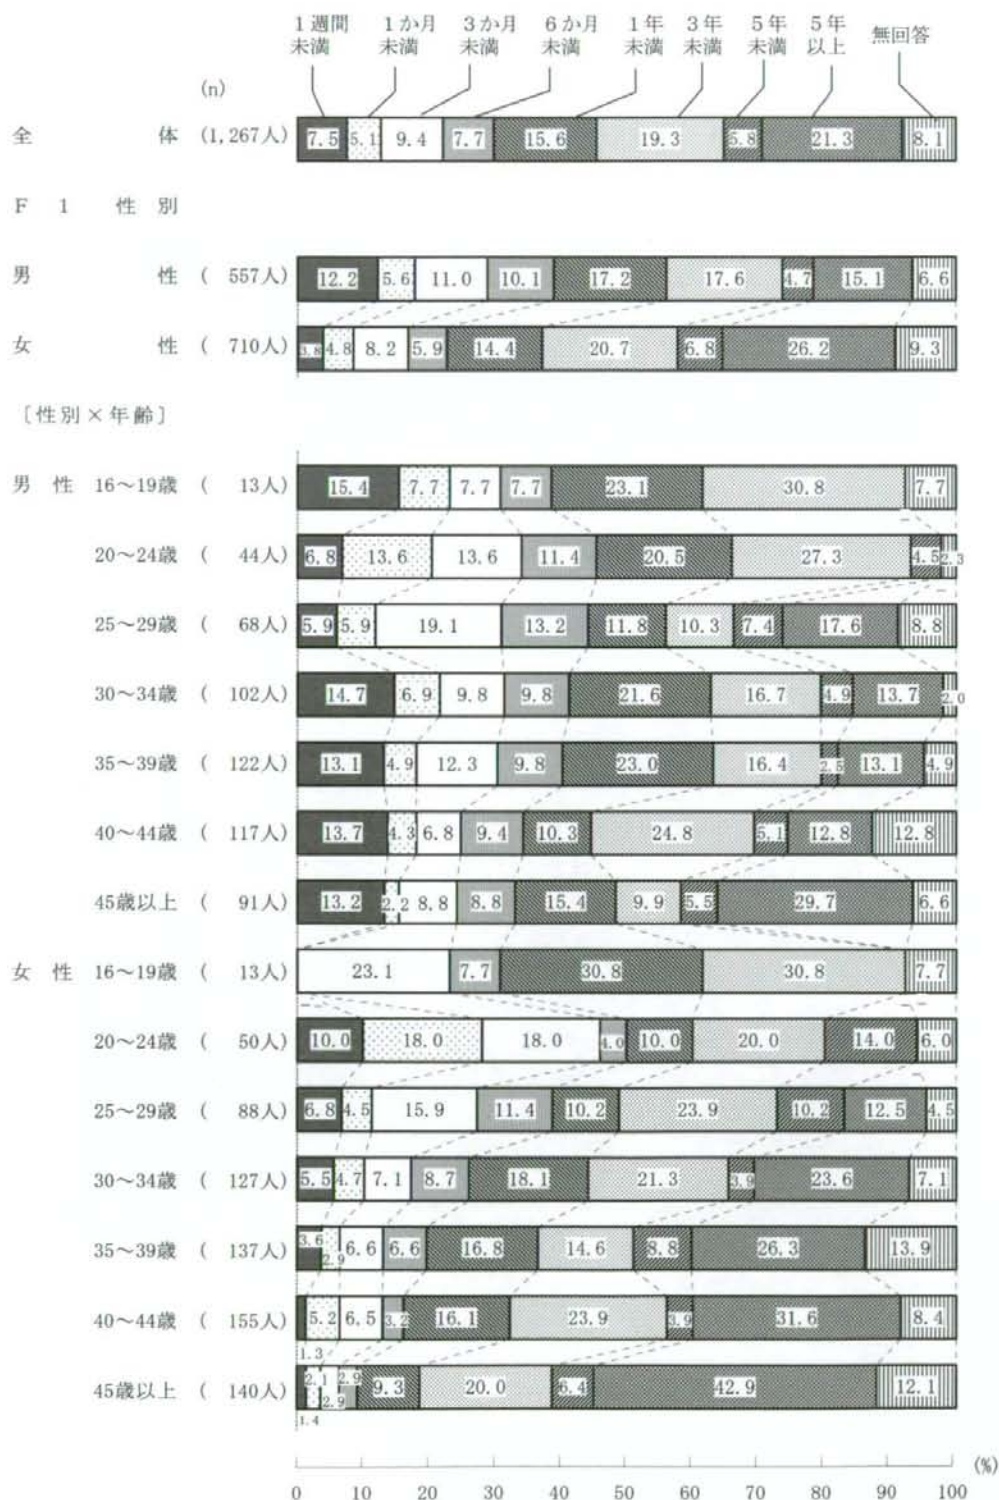 1週間未満 1か月未満 3か月未満 6か月未満 1年未満 3年未満 5年未満 5年以上 無回答
(n)
全体 (1,267人) 7.5 5.1 9.4 7.7 15.6 19.3 5.8 21.3 8.1
F1 性別
男性 (557人) 12.2 5.6 11.0 10.1 17.2 17.6 4.7 15.1 6.6
女性 (710人) 3.8 4.8 8.2 5.9 14.4 20.7 6.8 26.2 9.3
〔性別×年齢〕
男性 16～19歳 (13人) 15.4 7.7 7.7 7.7 23.1 30.8 7.7
20～24歳 (44人) 6.8 13.6 13.6 11.4 20.5 27.3 4.5 2.3
25～29歳 (68人) 5.9 5.9 19.1 13.2 11.8 10.3 7.4 17.6 8.8
30～34歳 (102人) 14.7 6.9 9.8 9.8 21.6 16.7 4.9 13.7 2.0
35～39歳 (122人) 13.1 4.9 12.3 9.8 23.0 16.4 2.5 13.1 4.9
40～44歳 (117人) 13.7 4.3 6.8 9.4 10.3 24.8 5.1 12.8 12.8
45歳以上 (91人) 13.2 2.2 8.8 8.8 15.4 9.9 5.5 29.7 6.6
女性 16～19歳 (13人) 23.1 7.7 30.8 30.8 7.7
20～24歳 (50人) 10.0 18.0 18.0 4.0 10.0 20.0 14.0 6.0
25～29歳 (88人) 6.8 4.5 15.9 11.4 10.2 23.9 10.2 12.5 4.5
30～34歳 (127人) 5.5 4.7 7.1 8.7 18.1 21.3 3.9 23.6 7.1
35～39歳 (137人) 3.6 2.9 6.6 6.6 16.8 14.6 8.8 26.3 13.9
40～44歳 (155人) 1.3 5.2 6.5 3.2 16.1 23.9 3.9 31.6 8.4
45歳以上 (140人) 1.4 2.1 2.9 2.9 9.3 20.0 6.4 42.9 12.1
0 10 20 30 40 50 60 70 80 90 100 (%)